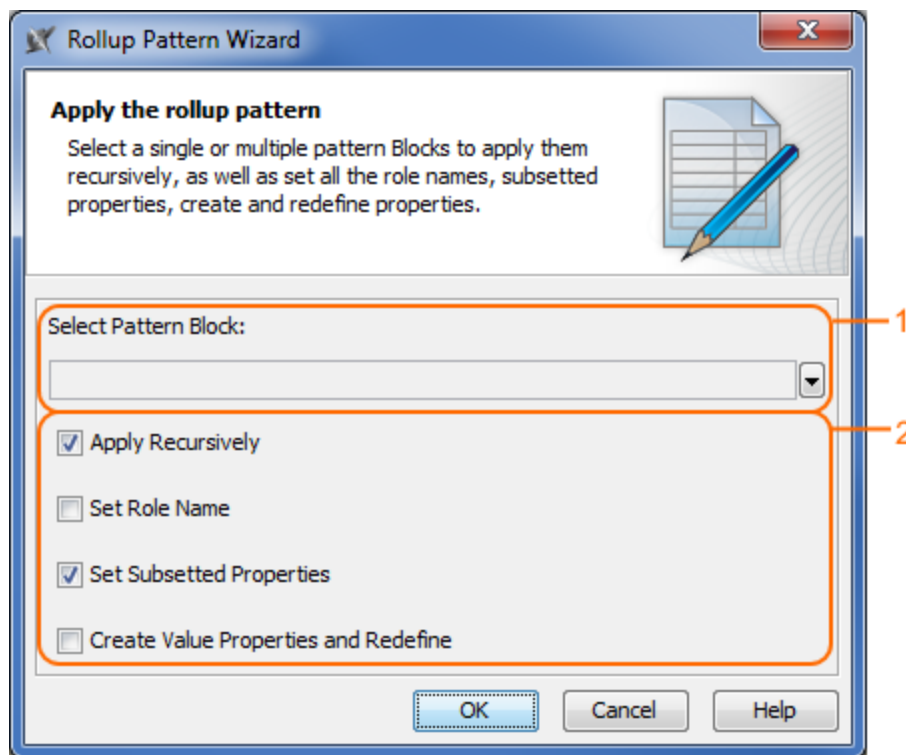 Rollup Pattern Wizard
Apply the rollup pattern
Select a single or multiple pattern Blocks to apply them
recursively, as well as set all the role names, subsetted
properties, create and redefine properties.
Select Pattern Block:
1
Apply Recursively
2
Set Role Name
Set Subsetted Properties
Create Value Properties and Redefine
OK Cancel Help